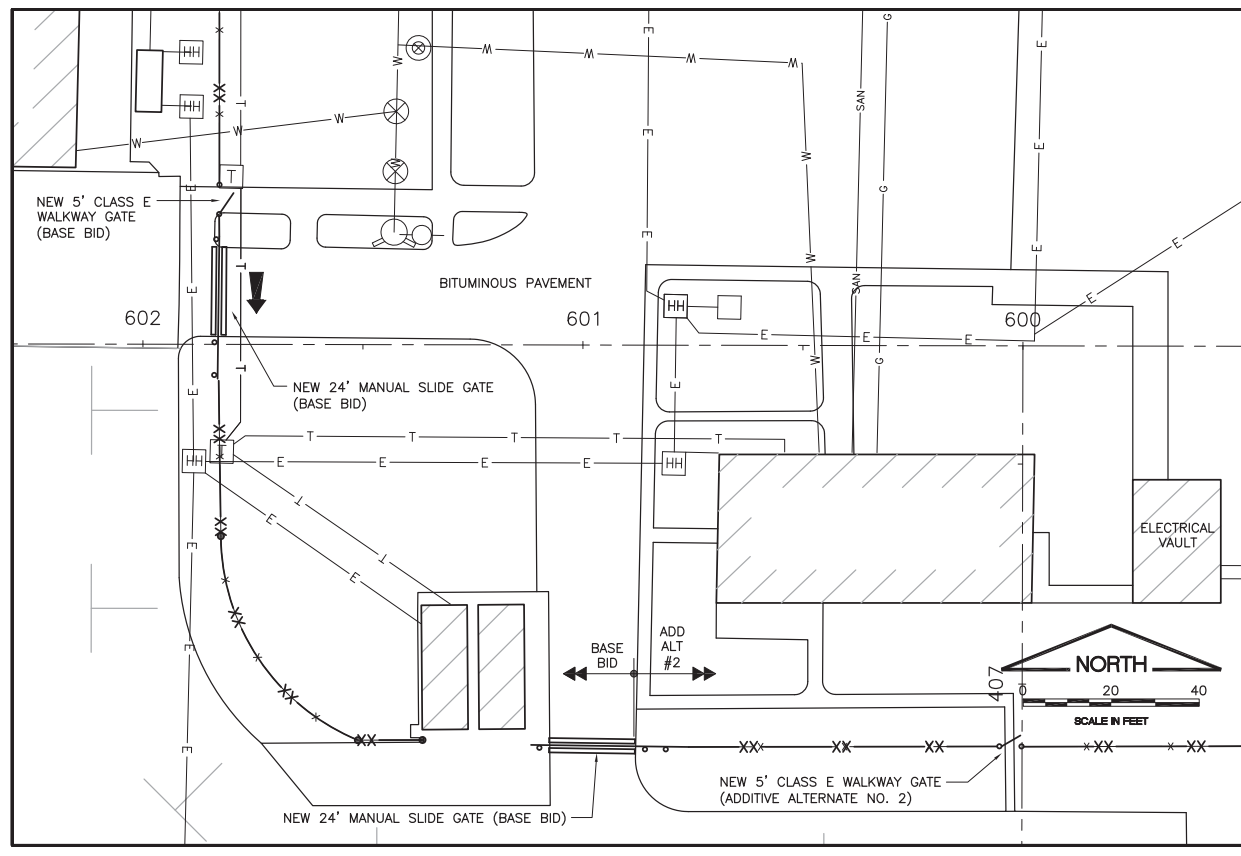 HH
HH
T
T
NEW 5' CLASS E
WALKWAY GATE
(BASE BID)
W
W
W
W
W
W
W
W
W
W
W
W
W
SAN
SAN
G
G
G
G
E
E
E
E
E
E
E
E
T
BITUMINOUS PAVEMENT
HH
E
E
E
E
E
602
601
600
T
NEW 24' MANUAL SLIDE GATE
(BASE BID)
E
E
T
T
T
T
T
T
HH
E
E
E
E
HH
T
T
E
E
E
E
E
ELECTRICAL
VAULT
BASE
BID
ADD
ALT
#2
407
NORTH
0 20 40
SCALE IN FEET
NEW 5' CLASS E WALKWAY GATE
(ADDITIVE ALTERNATE NO. 2)
NEW 24' MANUAL SLIDE GATE (BASE BID)